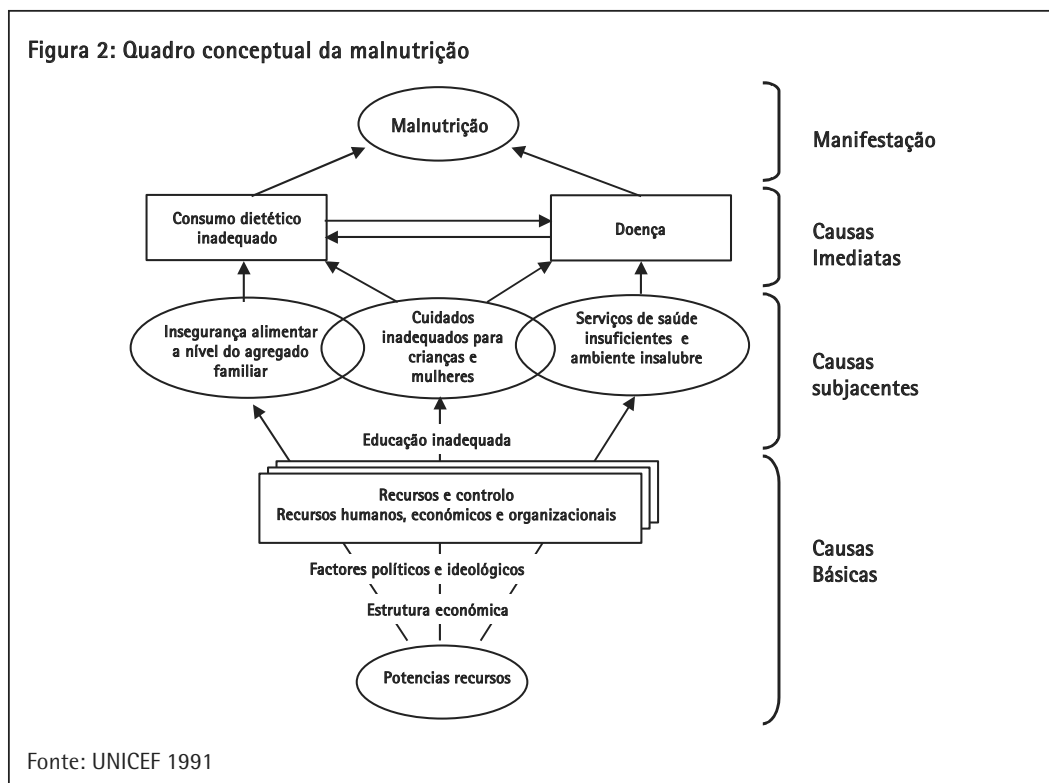 Figura 2: Quadro conceptual da malnutrição
Malnutrição
Manifestação
Consumo dietético
inadequado
Doença
Causas
Imediatas
Insegurança alimentar
a nível do agregado
familiar
Cuidados
inadequados para
crianças e
mulheres
Serviços de saúde
insuficientes e
ambiente insalubre
Causas
subjacentes
Educação inadequada
Recursos e controlo
Recursos humanos, económicos e organizacionais
Factores políticos e ideológicos
Estrutura económica
Causas
Básicas
Potencias recursos
Fonte: UNICEF 1991